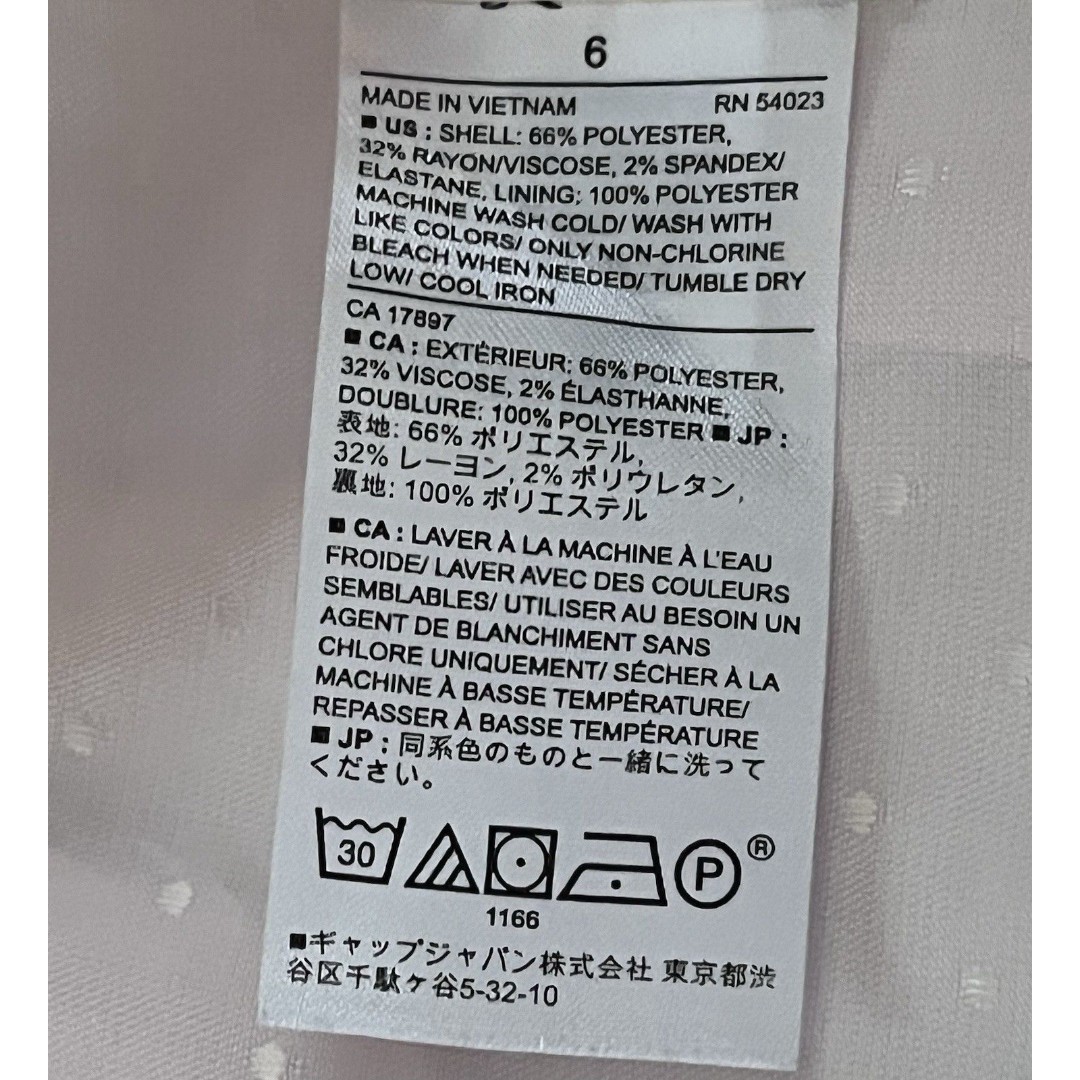 6
MADE IN VIETNAM RN 54023
■ US : SHELL: 66% POLYESTER,
32% RAYON/VISCOSE, 2% SPANDEX/
ELASTANE, LINING: 100% POLYESTER
MACHINE WASH COLD/ WASH WITH
LIKE COLORS/ ONLY NON-CHLORINE
BLEACH WHEN NEEDED/ TUMBLE DRY
LOW/ COOL IRON
CA 17897
■ CA : EXTÉRIEUR: 66% POLYESTER,
32% VISCOSE, 2% ÉLASTHANNE,
DOUBLURE: 100% POLYESTER ■ JP :
表地: 66% ポリエステル,
32% レーヨン, 2% ポリウレタン,
裏地: 100% ポリエステル
■ CA : LAVER À LA MACHINE À L'EAU
FROIDE/ LAVER AVEC DES COULEURS
SEMBLABLES/ UTILISER AU BESOIN UN
AGENT DE BLANCHIMENT SANS
CHLORE UNIQUEMENT/ SÉCHER À LA
MACHINE À BASSE TEMPÉRATURE/
REPASSER À BASSE TEMPÉRATURE
■ JP : 同系色のものと一緒に洗って
ください。
30 P ®
1166
■ギャップジャパン株式会社 東京都渋
谷区千駄ヶ谷5-32-10